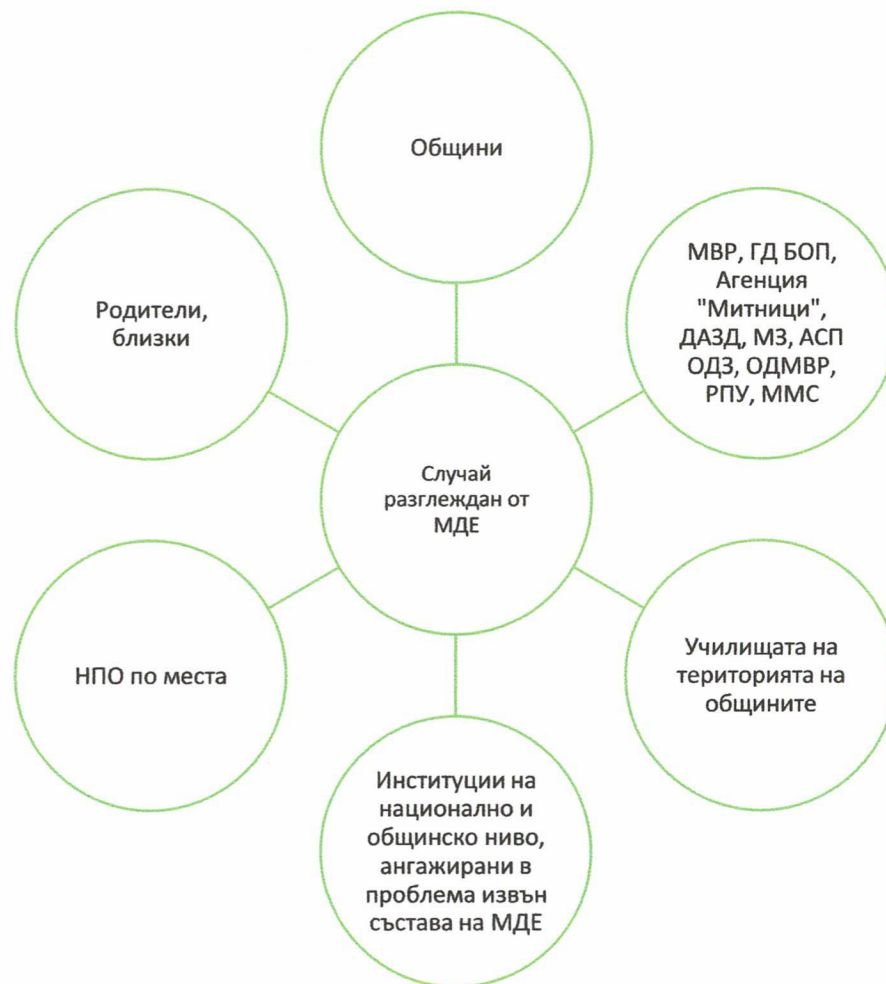 Общини
МВР, ГД БОП,
Агенция
"Митници",
ДАЗД, МЗ, АСП
ОДЗ, ОДМВР,
РПУ, ММС
Родители,
близки
Случай
разглеждан от
МДЕ
НПО по места
Училищата на
територията на
общините
Институции на
национално и
общинско ниво,
ангажирани в
проблема извън
състава на МДЕ